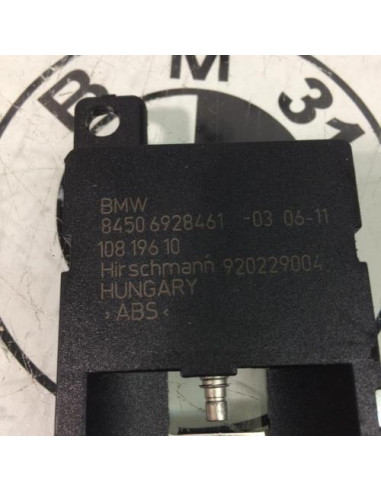 B M 31
BMW
8450 6928461 -03 06-11
108 196 10
Hirschmann 920229004
HUNGARY
>ABS<